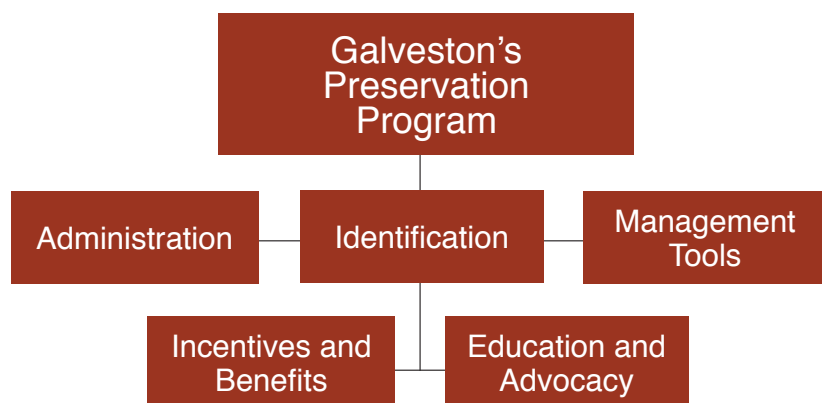 Galveston's
Preservation
Program
Administration
Identification
Management
Tools
Incentives and
Benefits
Education and
Advocacy